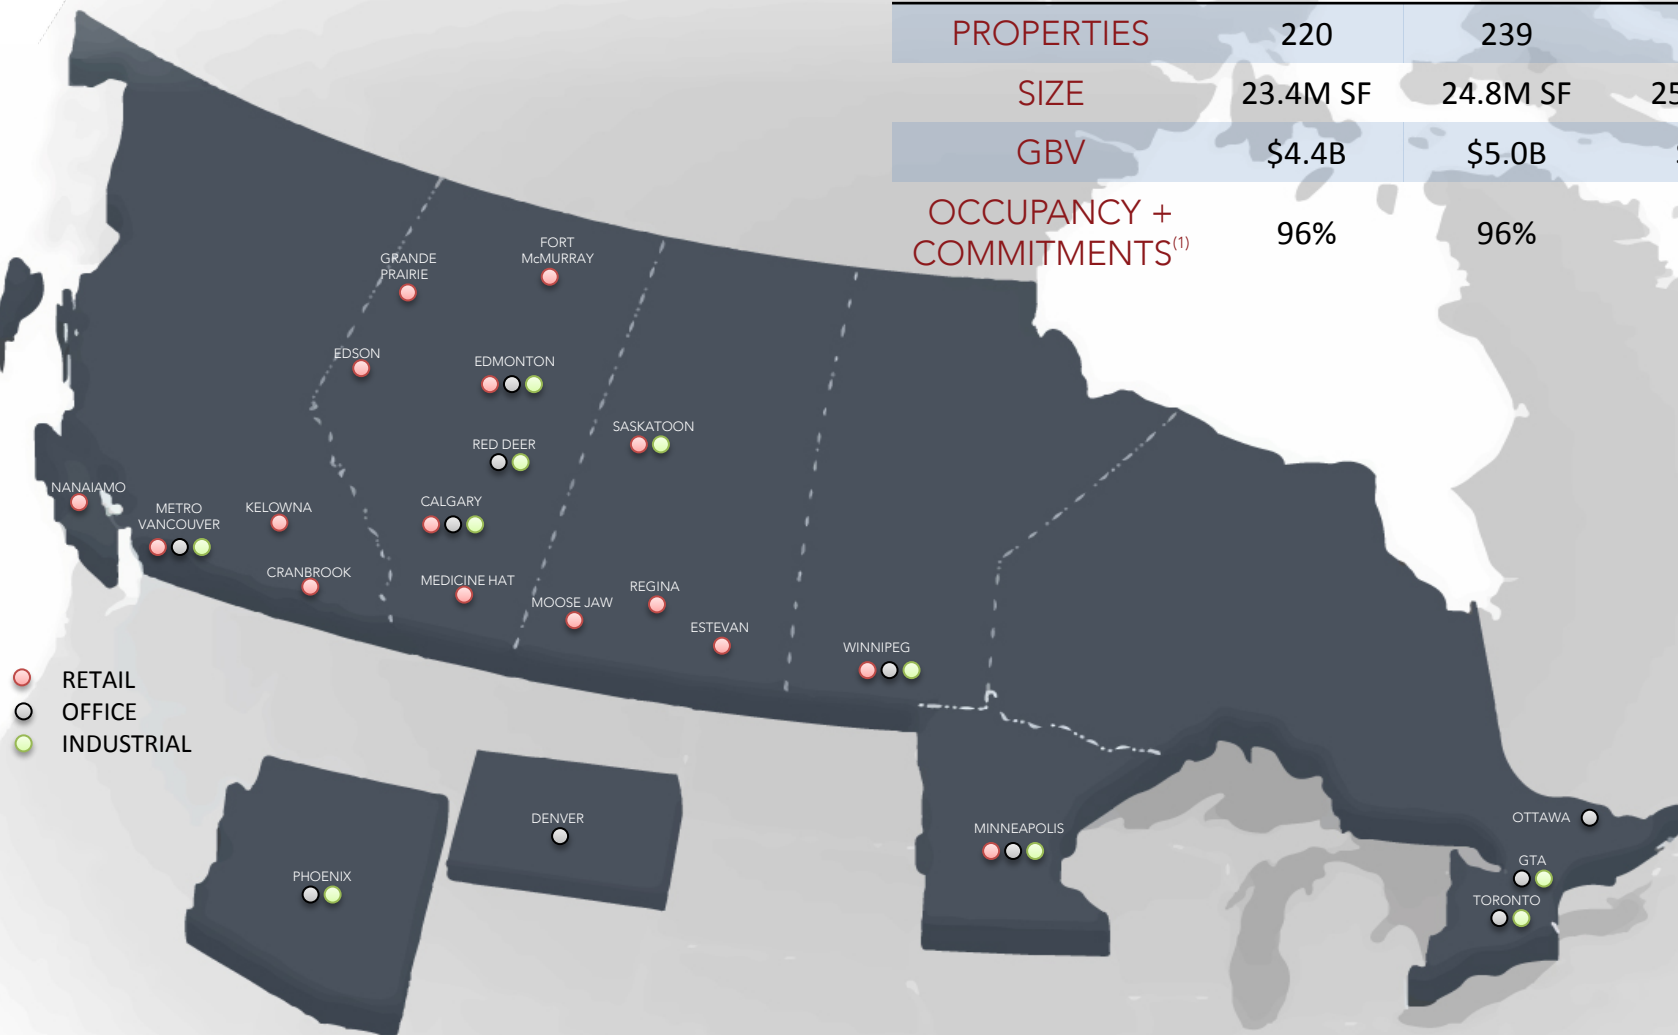 PROPERTIES 220 239
SIZE 23.4M SF 24.8M SF 25
GBV $4.4B $5.0B
OCCUPANCY +
COMMITMENTS(1) 96% 96%
FORT
McMURRAY
GRANDE
PRAIRIE
EDSON
EDMONTON
SASKATOON
RED DEER
NANAIAMO
METRO
VANCOUVER
KELOWNA
CALGARY
CRANBROOK
MEDICINE HAT
REGINA
MOOSE JAW
ESTEVAN
WINNIPEG
RETAIL
OFFICE
INDUSTRIAL
DENVER
MINNEAPOLIS
OTTAWA
PHOENIX
GTA
TORONTO